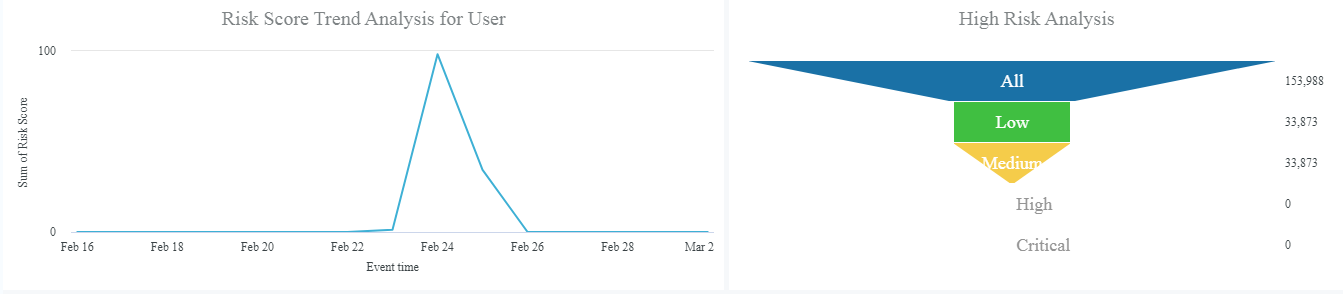 Risk Score Trend Analysis for User
100
Sum of Risk Score
0
Feb 16 Feb 18 Feb 20 Feb 22 Feb 24 Feb 26 Feb 28 Mar 2
Event time
High Risk Analysis
All 153,988
Low 33,873
Medium 33,873
High 0
Critical 0